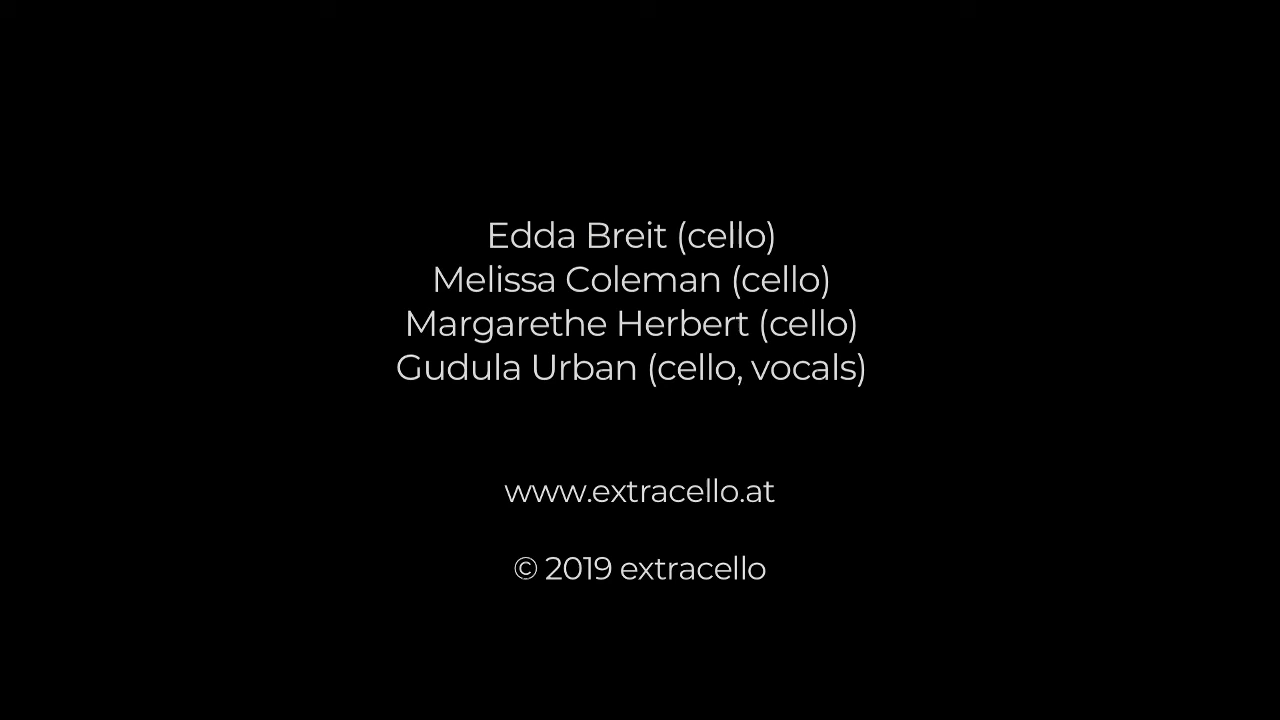 Edda Breit (cello)
Melissa Coleman (cello)
Margarethe Herbert (cello)
Gudula Urban (cello, vocals)
www.extracello.at
© 2019 extracello